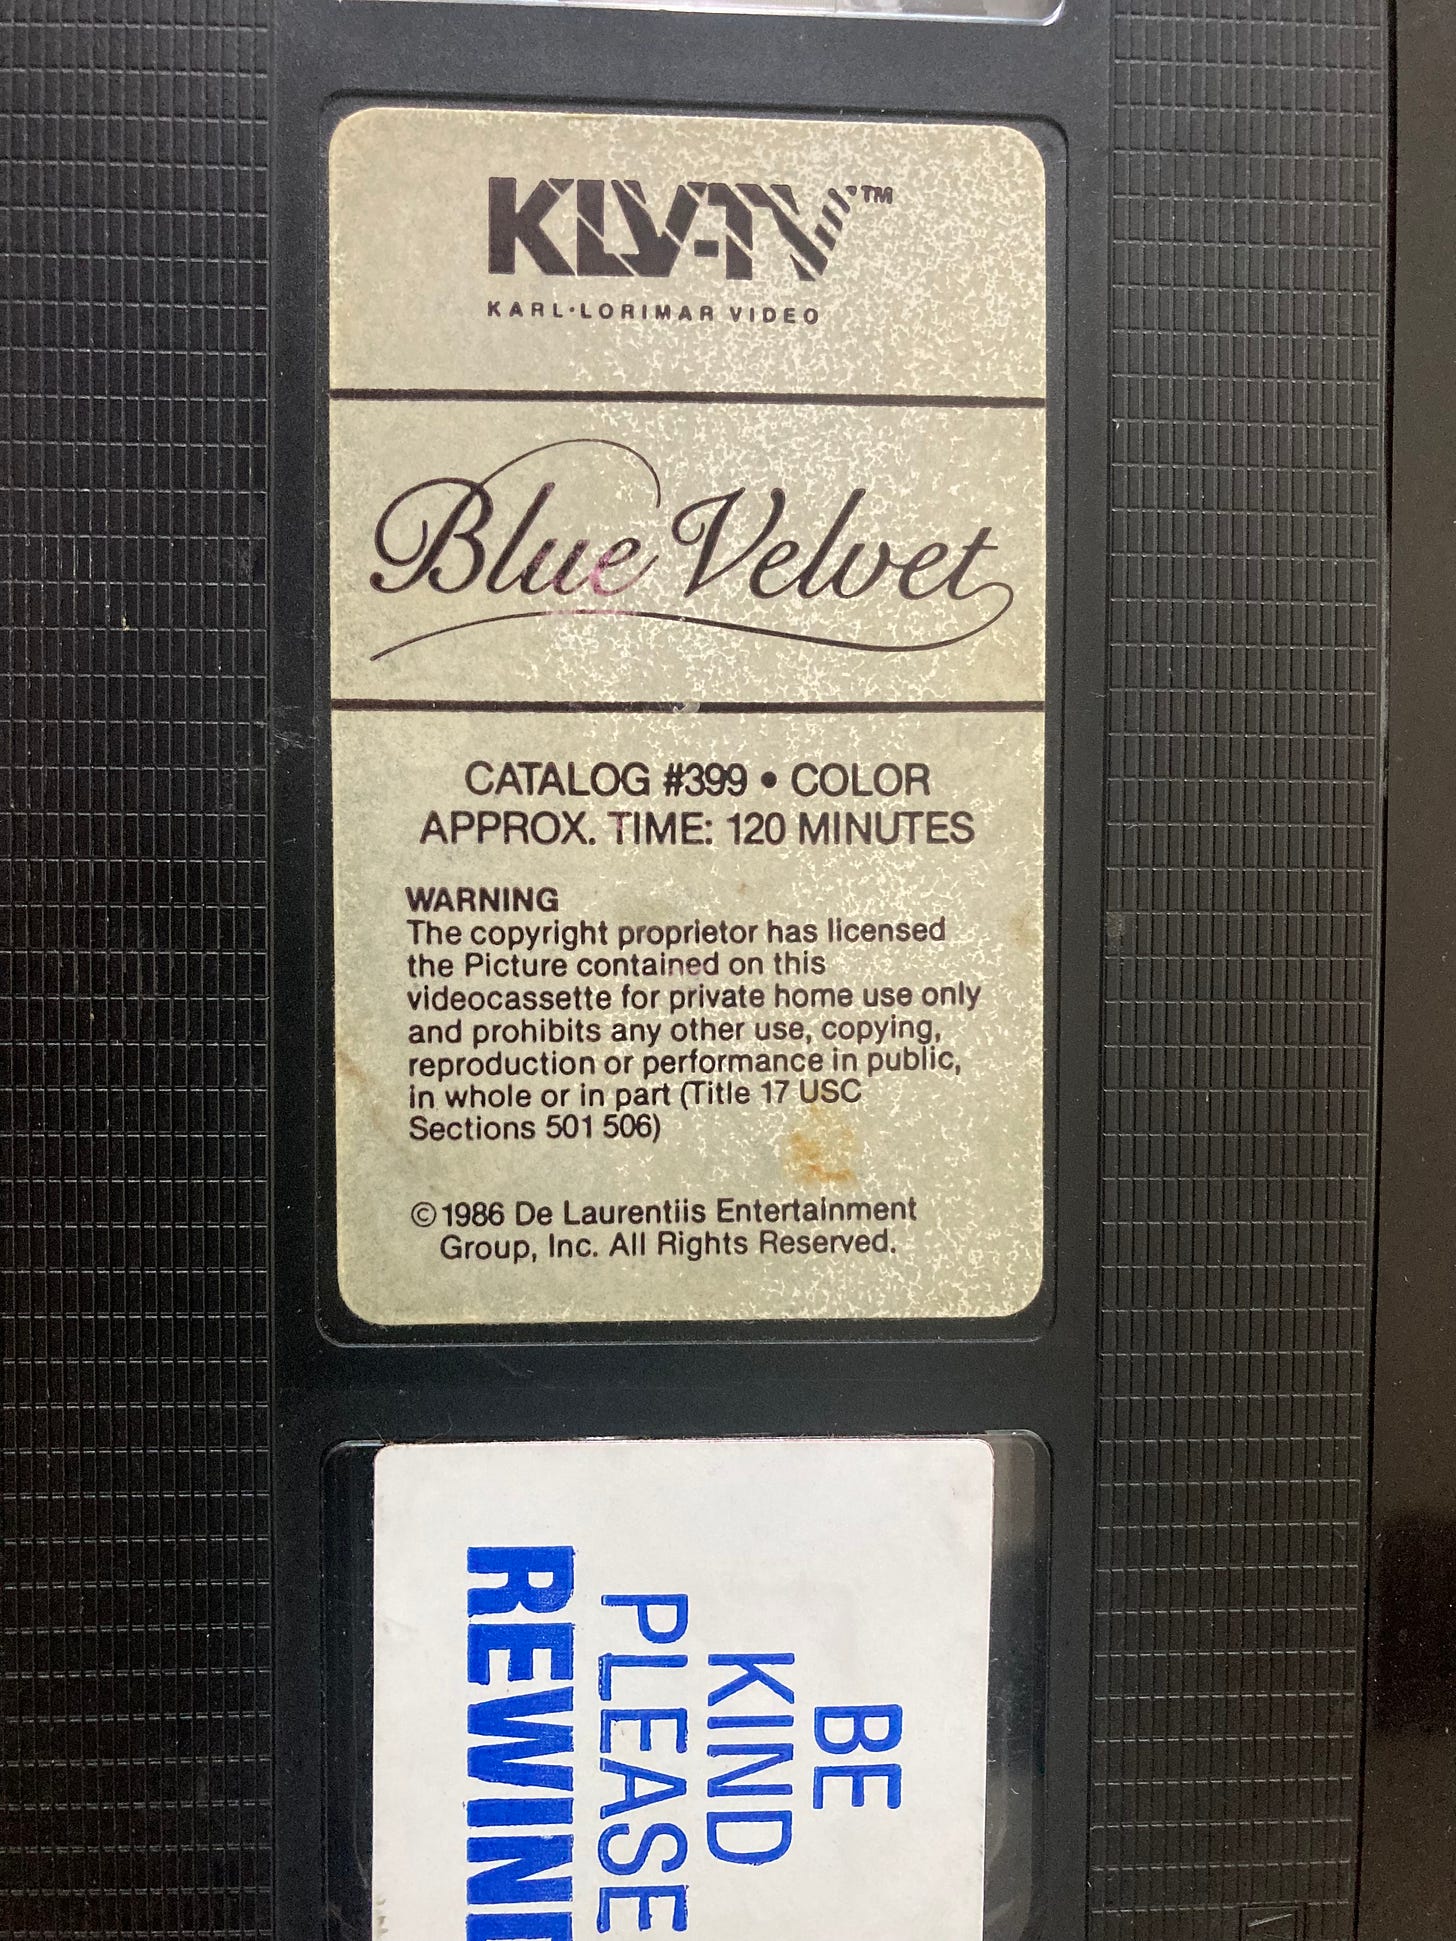 KLV-TV™
KARL•LORIMAR VIDEO
Blue Velvet
CATALOG #399 • COLOR
APPROX. TIME: 120 MINUTES
WARNING
The copyright proprietor has licensed
the Picture contained on this
videocassette for private home use only
and prohibits any other use, copying,
reproduction or performance in public,
in whole or in part (Title 17 USC
Sections 501 506)
©1986 De Laurentiis Entertainment
Group, Inc. All Rights Reserved.
BE
KIND
PLEASE
REWIND